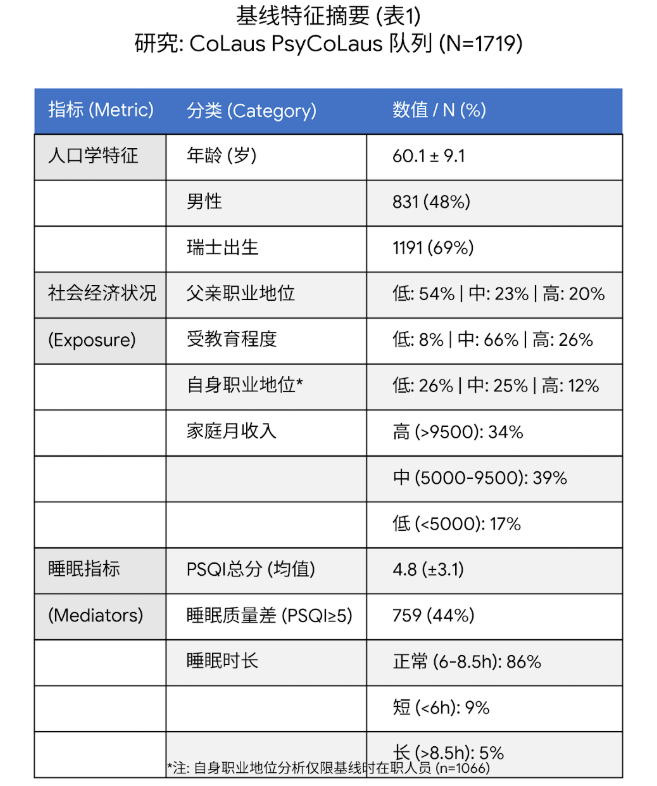 基线特征摘要 (表1)
研究: CoLaus PsyCoLaus 队列 (N=1719)
指标 (Metric) 分类 (Category) 数值 / N (%)
人口学特征 年龄 (岁) 60.1 ± 9.1
男性 831 (48%)
瑞士出生 1191 (69%)
社会经济状况 父亲职业地位 低: 54% | 中: 23% | 高: 20%
(Exposure) 受教育程度 低: 8% | 中: 66% | 高: 26%
自身职业地位* 低: 26% | 中: 25% | 高: 12%
家庭月收入 高 (>9500): 34%
中 (5000-9500): 39%
低 (<5000): 17%
睡眠指标 PSQI总分 (均值) 4.8 (±3.1)
(Mediators) 睡眠质量差 (PSQI≥5) 759 (44%)
睡眠时长 正常 (6-8.5h): 86%
短 (<6h): 9%
长 (>8.5h): 5%
*注: 自身职业地位分析仅限基线时在职人员 (n=1066)